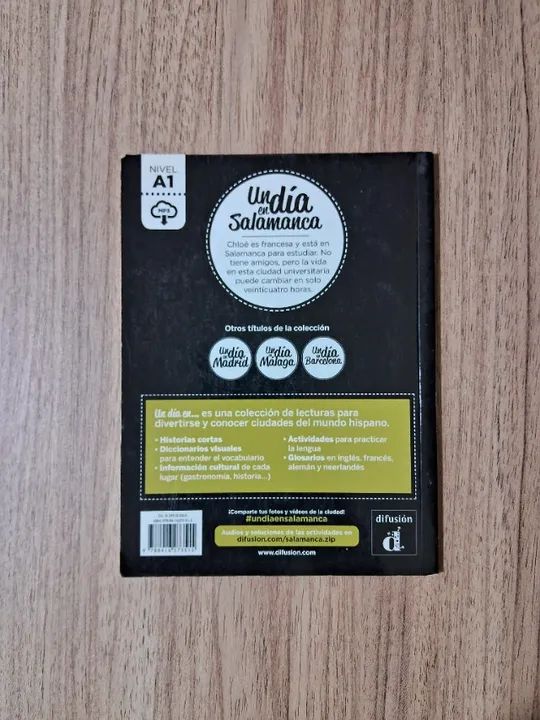 NIVEL
A1
MP3
Un día
en
Salamanca
Chloé es francesa y está en
Salamanca para estudiar. No
tiene amigos, pero la vida
en esta ciudad universitaria
puede cambiar en solo
veinticuatro horas.
Otros títulos de la colección
Un día
en
Madrid
Un día
en
Málaga
Un día
en
Barcelona
Un día en... es una colección de lecturas para
divertirse y conocer ciudades del mundo hispano.
• Historias cortas
• Diccionarios visuales
para entender el vocabulario
• Información cultural de cada
lugar (gastronomía, historia...)
• Actividades para practicar
la lengua
• Glosarios en inglés, francés,
alemán y neerlandés
¡Comparte tus fotos y vídeos de la ciudad!
#undiaensalamanca
Audios y soluciones de las actividades en
difusion.com/salamanca.zip
www.difusion.com
difusión
d